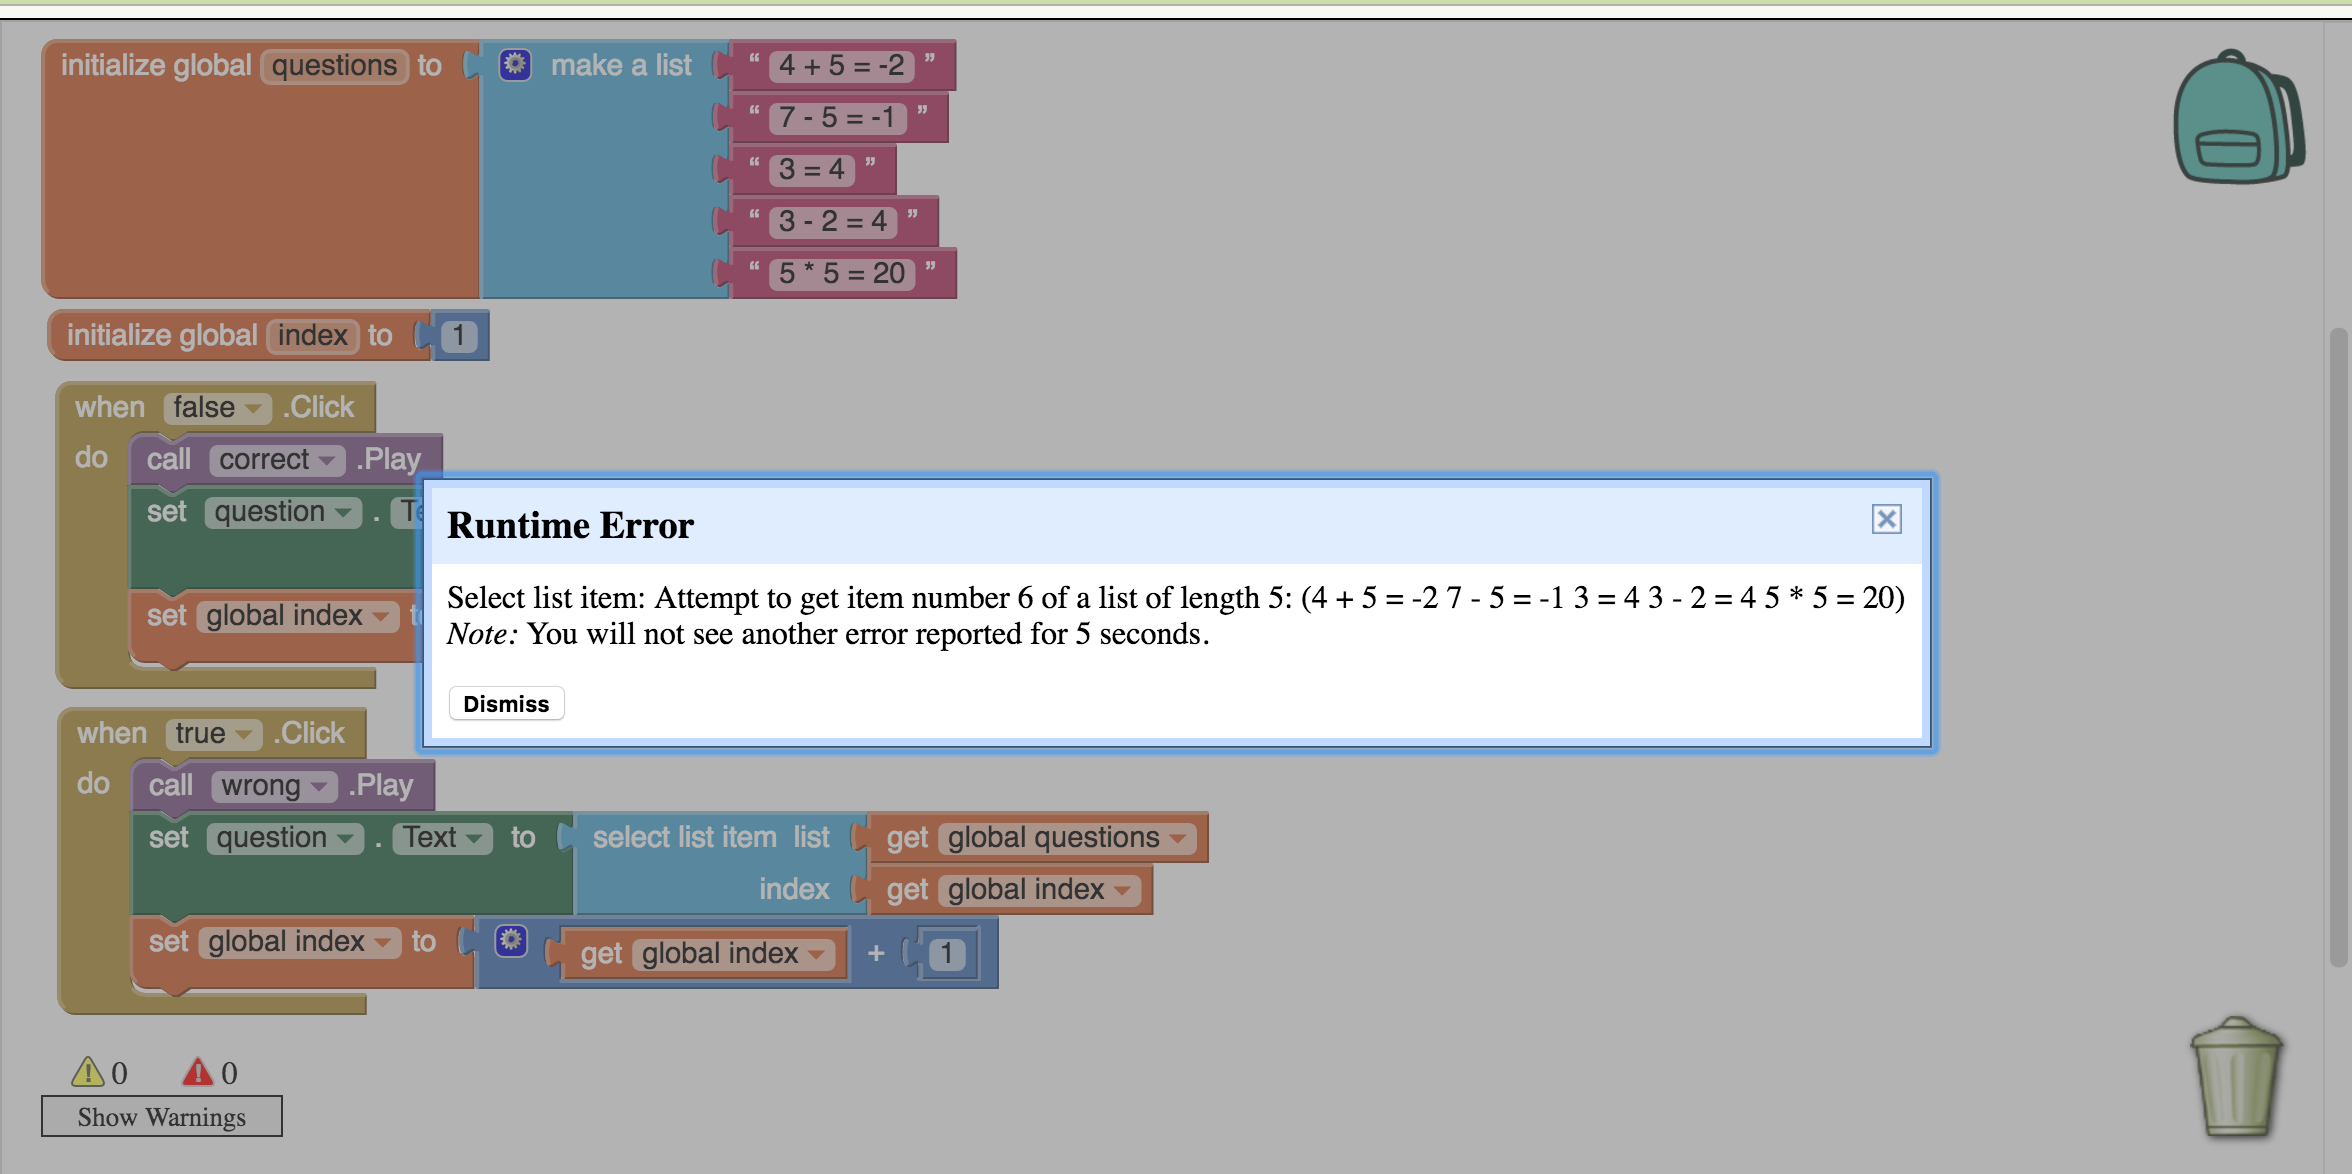 initialize global questions to make a list " 4 + 5 = -2 "
" 7 - 5 = -1 "
" 3 = 4 "
" 3 - 2 = 4 "
" 5 * 5 = 20 "
initialize global index to 1
when false .Click
do call correct .Play
set question . Te
set global index t
Runtime Error
Select list item: Attempt to get item number 6 of a list of length 5: (4 + 5 = -2 7 - 5 = -1 3 = 4 3 - 2 = 4 5 * 5 = 20)
Note: You will not see another error reported for 5 seconds.
Dismiss
when true .Click
do call wrong .Play
set question . Text to select list item list get global questions
index get global index
set global index to get global index + 1
0 0
Show Warnings